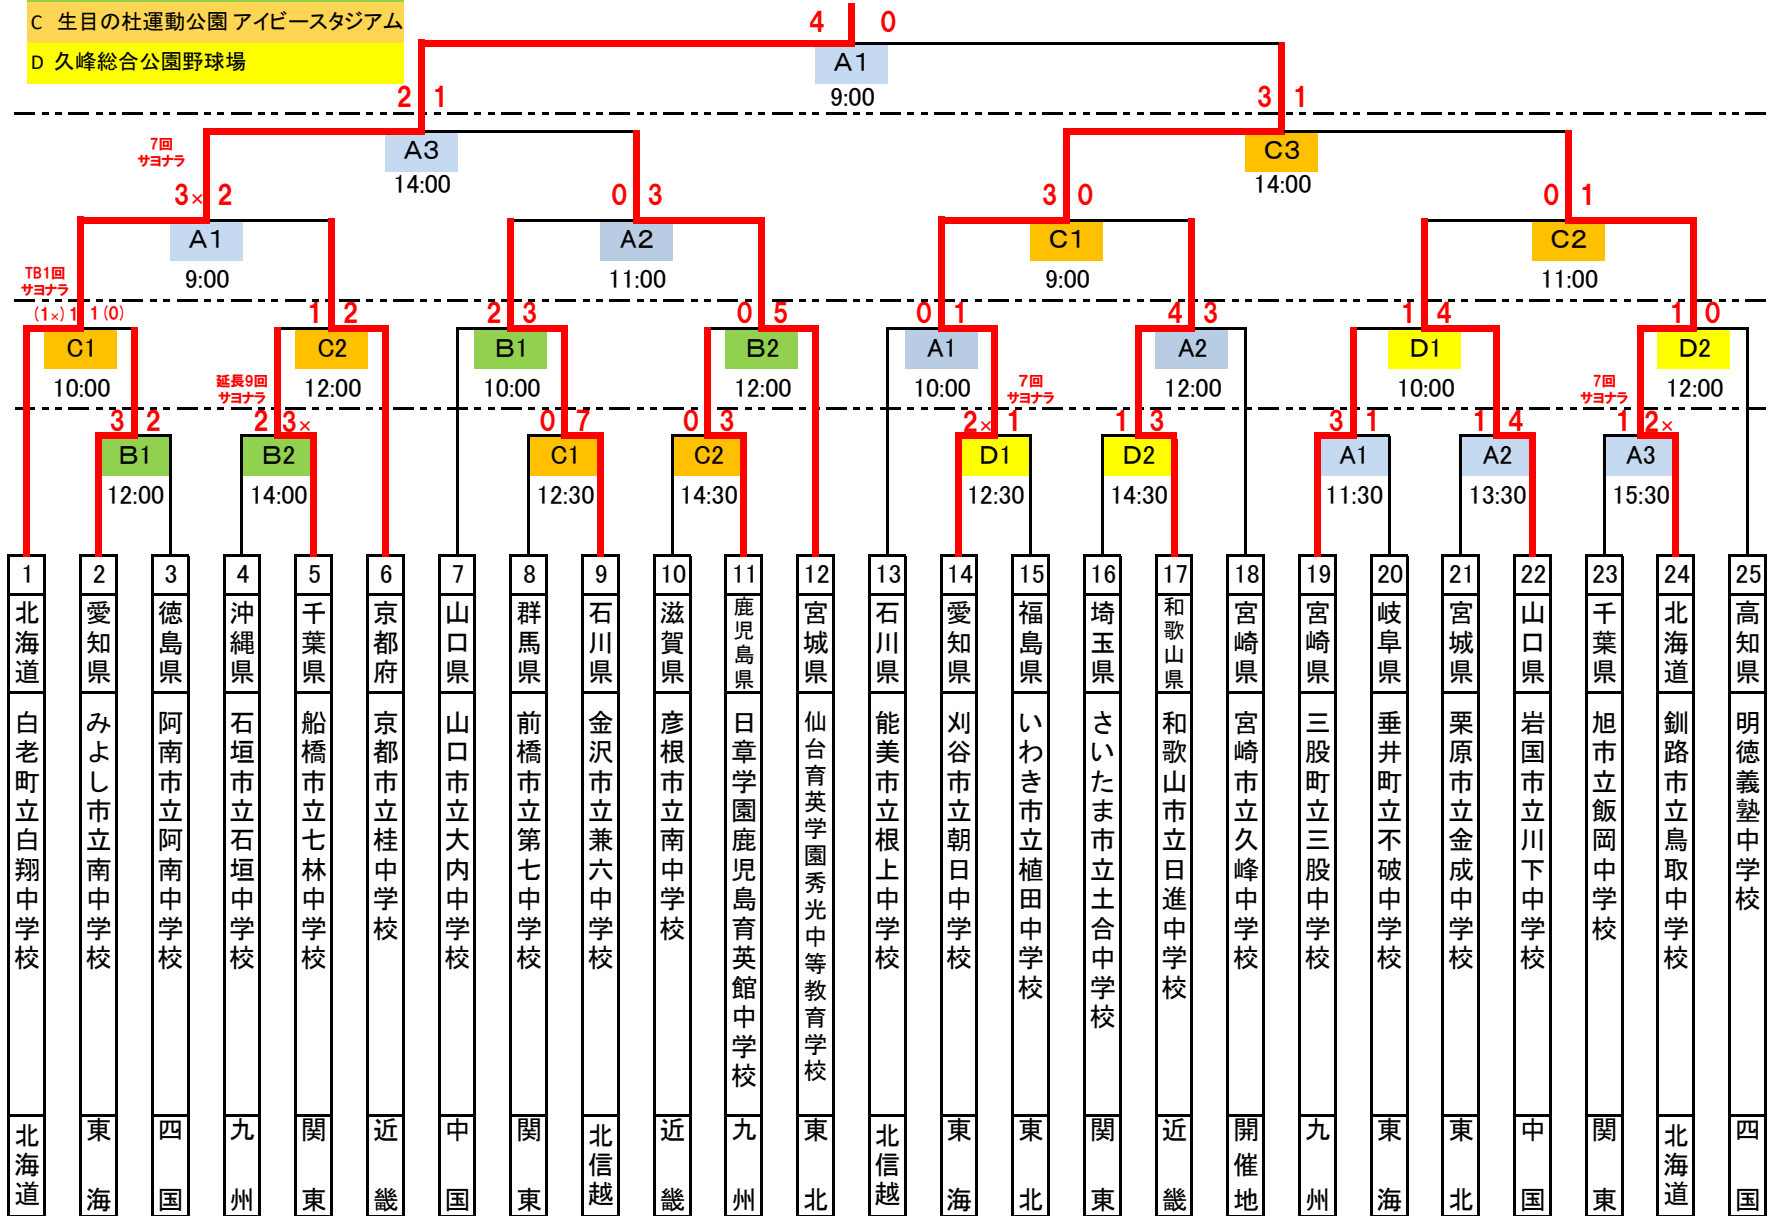 C 生目の杜運動公園 アイビースタジアム
D 久峰総合公園野球場
4 0
A1
9:00
2 1
3 1
7回
サヨナラ
A3
14:00
C3
14:00
3× 2
0 3
3 0
0 1
A1
9:00
A2
11:00
C1
9:00
C2
11:00
TB1回
サヨナラ
(1×)1 1(0)
1 2
2 3
0 5
0 1
4 3
1 4
1 0
C1
10:00
C2
12:00
B1
10:00
B2
12:00
A1
10:00
A2
12:00
D1
10:00
D2
12:00
延長9回
サヨナラ
7回
サヨナラ
7回
サヨナラ
3 2
2 3×
0 7
0 3
2× 1
1 3
3 1
1 4
1 2×
B1
12:00
B2
14:00
C1
12:30
C2
14:30
D1
12:30
D2
14:30
A1
11:30
A2
13:30
A3
15:30
1 北海道 白老町立白翔中学校 北海道
2 愛知県 みよし市立南中学校 東海
3 徳島県 阿南市立阿南中学校 四国
4 沖縄県 石垣市立石垣中学校 九州
5 千葉県 船橋市立七林中学校 関東
6 京都府 京都市立桂中学校 近畿
7 山口県 山口市立大内中学校 中国
8 群馬県 前橋市立第七中学校 関東
9 石川県 金沢市立兼六中学校 北信越
10 滋賀県 彦根市立南中学校 近畿
11 鹿児島県 日章学園鹿児島育英館中学校 九州
12 宮城県 仙台育英学園秀光中等教育学校 東北
13 石川県 能美市立根上中学校 北信越
14 愛知県 刈谷市立朝日中学校 東海
15 福島県 いわき市立植田中学校 東北
16 埼玉県 さいたま市立土合中学校 関東
17 和歌山県 和歌山市立日進中学校 近畿
18 宮崎県 宮崎市立久峰中学校 開催地
19 宮崎県 三股町立三股中学校 九州
20 岐阜県 垂井町立不破中学校 東海
21 宮城県 栗原市立金成中学校 東北
22 山口県 岩国市立川下中学校 中国
23 千葉県 旭市立飯岡中学校 関東
24 北海道 釧路市立鳥取中学校 北海道
25 高知県 明徳義塾中学校 四国